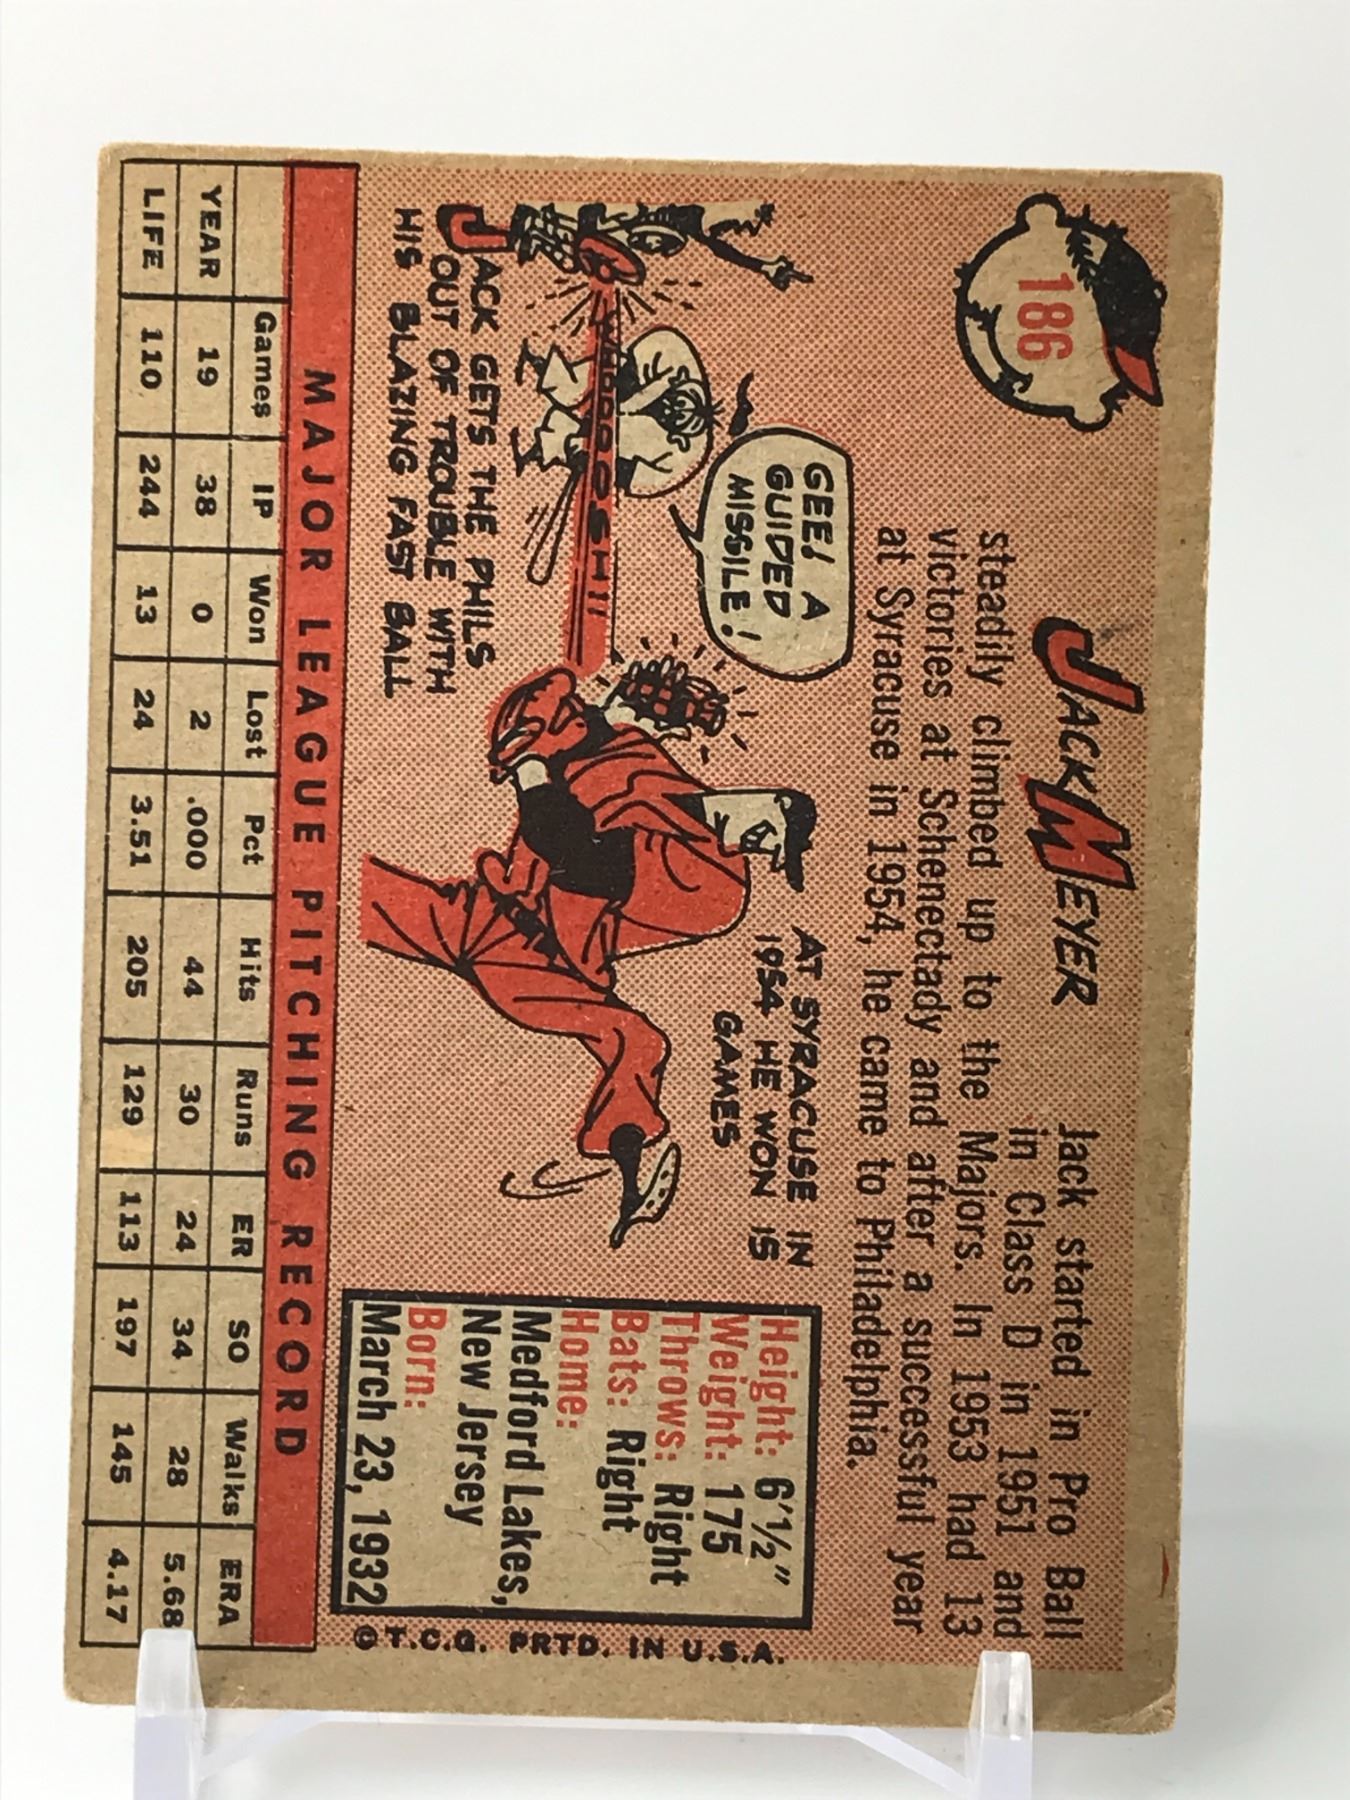 186
JACK MEYER
Jack started in Pro Ball
in Class D in 1951 and
steadily climbed up to the Majors. In 1953 had 13
victories at Schenectady and after a successful year
at Syracuse in 1954, he came to Philadelphia.
GEE! A
GUIDED
MISSILE!
WHOOOOSH!!
JACK GETS THE PHILS
OUT OF TROUBLE WITH
HIS BLAZING FAST BALL
AT SYRACUSE IN
1954 HE WON 15
GAMES
Height: 6'1½"
Weight: 175
Throws: Right
Bats: Right
Home:
Medford Lakes,
New Jersey
Born:
March 23, 1932
MAJOR LEAGUE PITCHING RECORD
Games IP Won Lost Pct Hits Runs ER SO Walks ERA
YEAR 19 38 0 2 .000 44 30 24 34 28 5.68
LIFE 110 244 13 24 3.51 205 129 113 197 145 4.17
©T.C.G. PRTD. IN U.S.A.